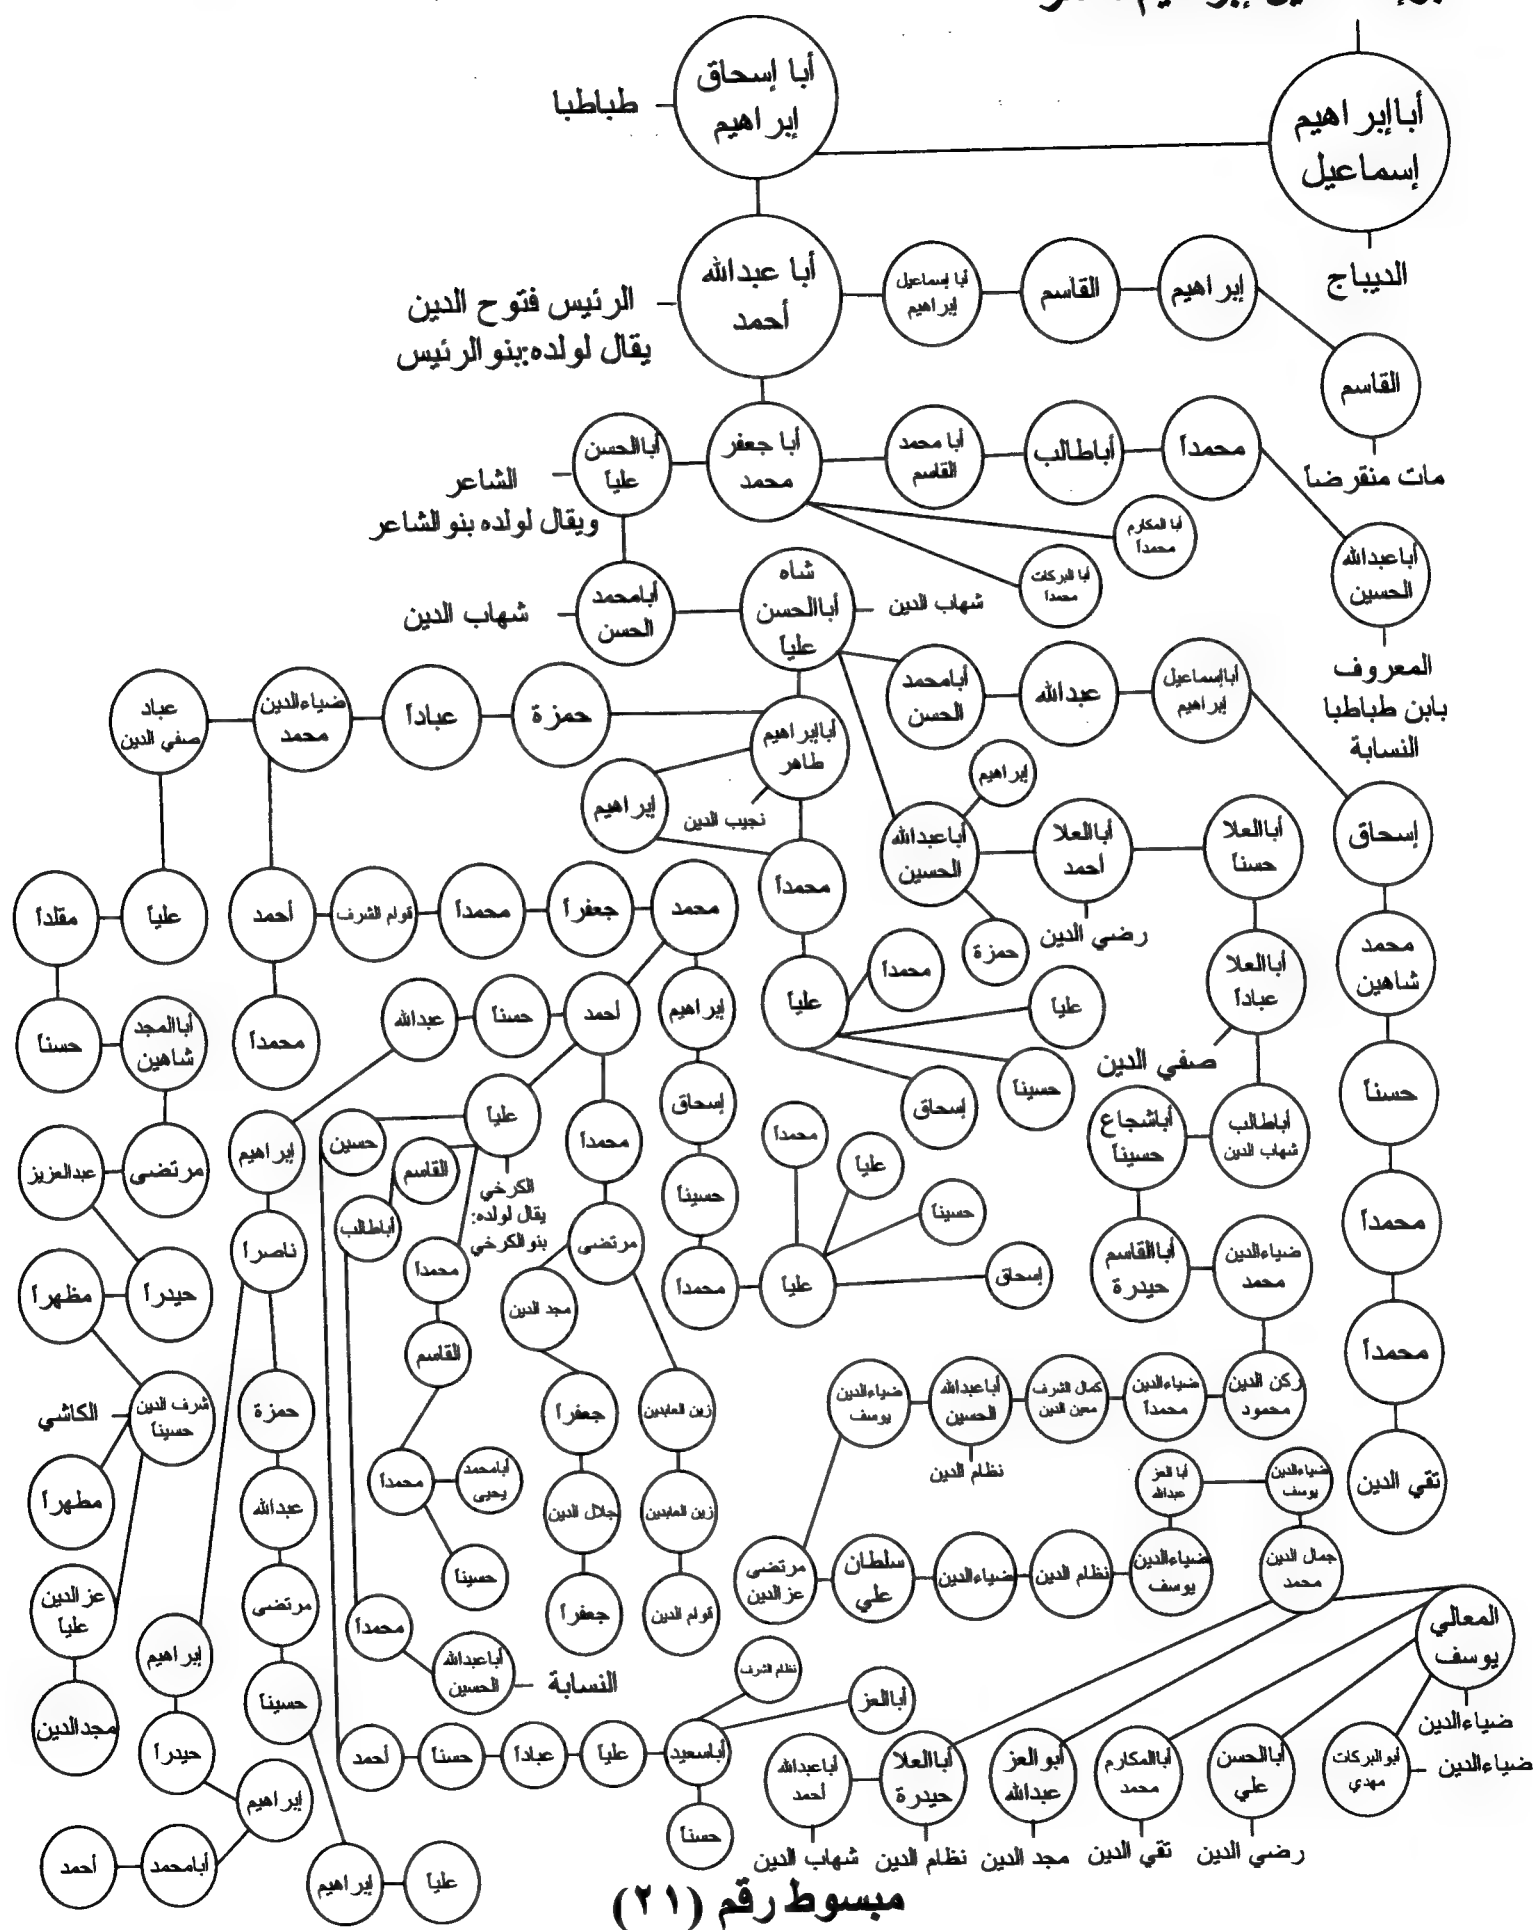 أبا إسحاق
إبراهيم
طباطبا
أباإبراهيم
إسماعيل
الديباج
أبا عبدالله
أحمد
الرئيس فتوح الدين
يقال لولده:بنو الرئيس
أبا إسماعيل
إبراهيم
القاسم
إبراهيم
القاسم
مات منقرضاً
أبا جعفر
محمد
أباالحسن
علياً
الشاعر
ويقال لولده بنو الشاعر
أبا محمد
القاسم
أباطالب
محمداً
أباعبدالله
الحسين
المعروف
بابن طباطبا
النسابة
أبا المكارم
محمداً
أبا البركات
محمداً
أبامحمد
الحسن
شهاب الدين
شاه
أباالحسن
علياً
شهاب الدين
أبامحمد
الحسن
عبدالله
أباإسماعيل
إبراهيم
إسحاق
محمد
شاهين
حسناً
محمداً
محمداً
تقي الدين
أباإبراهيم
طاهر
نجيب الدين
إبراهيم
حمزة
عباداً
ضياءالدين
محمد
عباد
صفي الدين
إبراهيم
أباعبدالله
الحسين
أباالعلا
أحمد
رضي الدين
أباالعلا
حسناً
حمزة
أباالعلا
عباداً
صفي الدين
أباطالب
شهاب الدين
أباشجاع
حسيناً
أباالقاسم
حيدرة
ضياءالدين
محمد
ركن الدين
محمود
ضياءالدين
محمداً
كمال الشرف
معين الدين
أباعبدالله
الحسين
نظام الدين
ضياءالدين
يوسف
محمداً
علياً
محمداً
علياً
حسيناً
إسحاق
محمد
جعفراً
محمداً
قوام الشرف
أحمد
محمداً
علياً
مقلداً
حسناً
أباالمجد
شاهين
مرتضى
عبدالعزيز
حيدراً
مظهراً
شرف الدين
حسيناً
الكاشي
مطهراً
عزالدين
علياً
مجدالدين
إبراهيم
أحمد
حسناً
عبدالله
إسحاق
حسيناً
محمداً
علياً
محمداً
علياً
حسيناً
إسحاق
محمداً
علياً
الكرخي
يقال لولده:
بنو الكرخي
حسين
القاسم
أباطالب
محمداً
القاسم
محمداً
أبامحمد
يحيى
حسيناً
محمداً
أباعبدالله
الحسين
النسابة
مرتضى
مجد الدين
جعفراً
جلال الدين
جعفراً
زين العابدين
زين العابدين
قوام الدين
إبراهيم
ناصراً
حمزة
عبدالله
مرتضى
حسيناً
إبراهيم
علياً
إبراهيم
حيدراً
إبراهيم
أبامحمد
أحمد
أحمد
حسناً
عباداً
علياً
أباسعيد
نظام الشرف
أباالعز
حسناً
مرتضى
عزالدين
سلطان
علي
ضياءالدين
نظام الدين
ضياءالدين
يوسف
أبا العز
عبدالله
ضياءالدين
يوسف
جمال الدين
محمد
المعالي
يوسف
ضياءالدين
أبوالبركات
مهدي
ضياءالدين
أباالحسن
علي
رضي الدين
أباالمكارم
محمد
تقي الدين
أبو العز
عبدالله
مجد الدين
أباالعلا
حيدرة
نظام الدين
أباعبدالله
أحمد
شهاب الدين
مبسوط رقم (٢١)